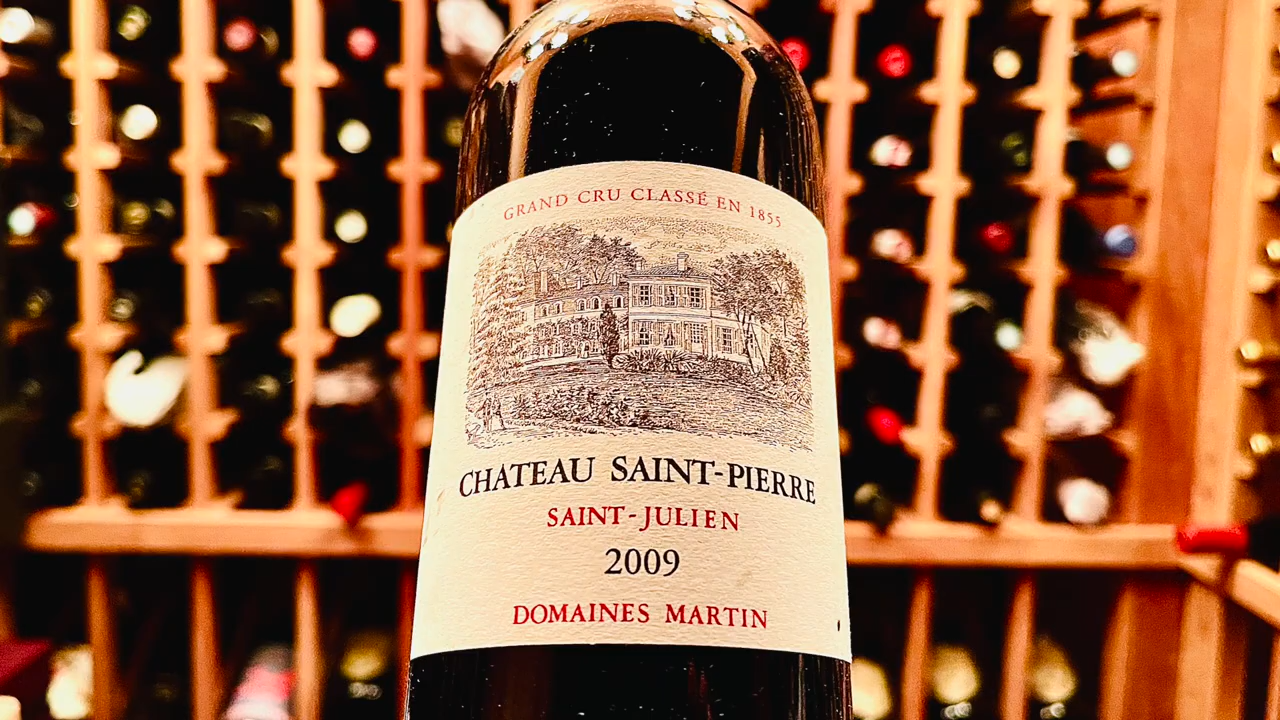 GRAND CRU CLASSÉ EN 1855
CHATEAU SAINT-PIERRE
SAINT-JULIEN
2009
DOMAINES MARTIN